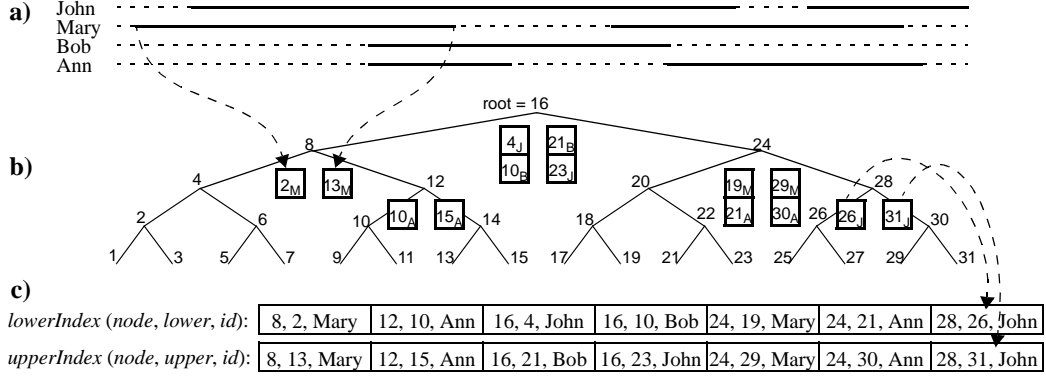 a)
John
Mary
Bob
Ann
b)
root = 16
8 24
4J 21B
10B 23J
4 12 20 28
2M 13M
19M 29M
21A 30A
2 6 10 14 18 22 26 30
10A 15A
26J 31J
1 3 5 7 9 11 13 15 17 19 21 23 25 27 29 31
c)
lowerIndex (node, lower, id): 8, 2, Mary 12, 10, Ann 16, 4, John 16, 10, Bob 24, 19, Mary 24, 21, Ann 28, 26, John
upperIndex (node, upper, id): 8, 13, Mary 12, 15, Ann 16, 21, Bob 16, 23, John 24, 29, Mary 24, 30, Ann 28, 31, John